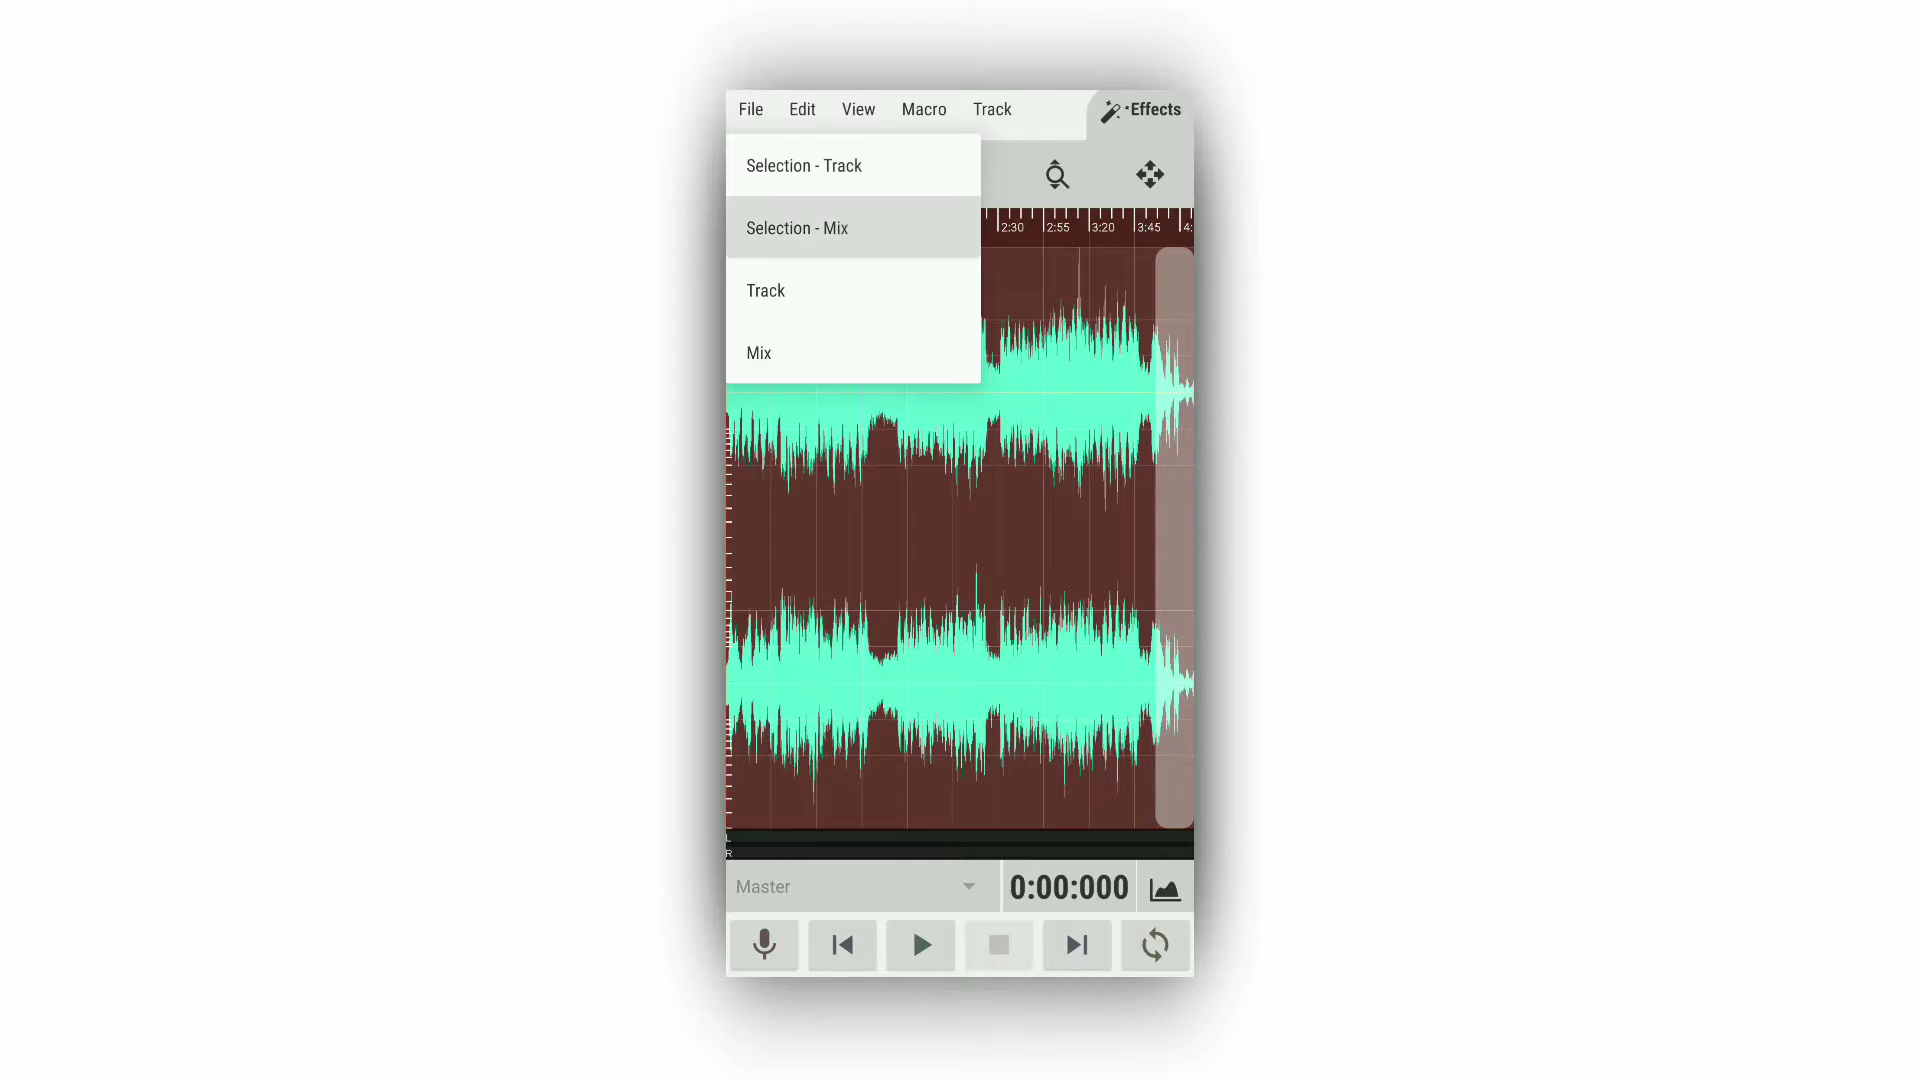 File Edit View Macro Track Effects
Selection - Track
Selection - Mix
2:30 2:55 3:20 3:45 4:
Track
Mix
L
R
Master 0:00:000